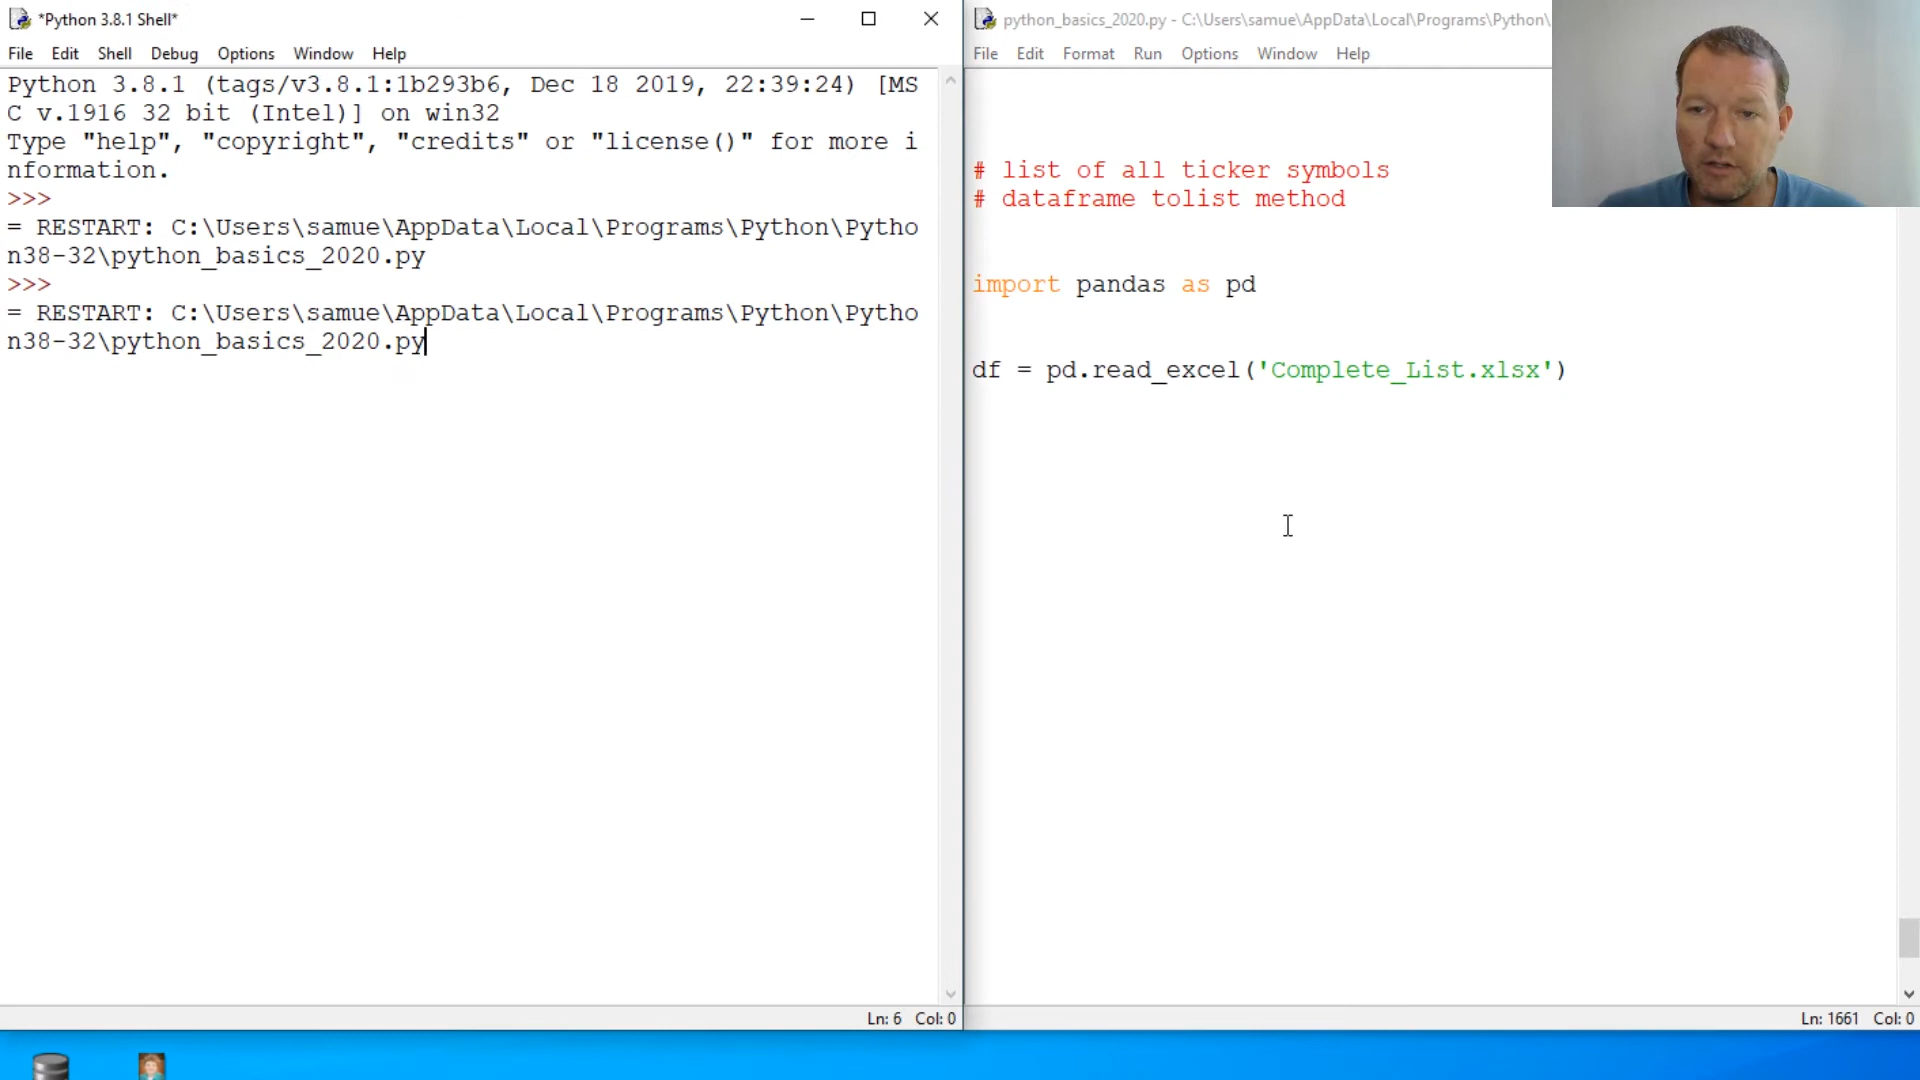 *Python 3.8.1 Shell*
File Edit Shell Debug Options Window Help
Python 3.8.1 (tags/v3.8.1:1b293b6, Dec 18 2019, 22:39:24) [MS
C v.1916 32 bit (Intel)] on win32
Type "help", "copyright", "credits" or "license()" for more i
nformation.
>>>
= RESTART: C:\Users\samue\AppData\Local\Programs\Python\Pytho
n38-32\python_basics_2020.py
>>>
= RESTART: C:\Users\samue\AppData\Local\Programs\Python\Pytho
n38-32\python_basics_2020.py
Ln: 6 Col: 0
python_basics_2020.py - C:\Users\samue\AppData\Local\Programs\Python\
File Edit Format Run Options Window Help
# list of all ticker symbols
# dataframe tolist method
import pandas as pd
df = pd.read_excel('Complete_List.xlsx')
Ln: 1661 Col: 0